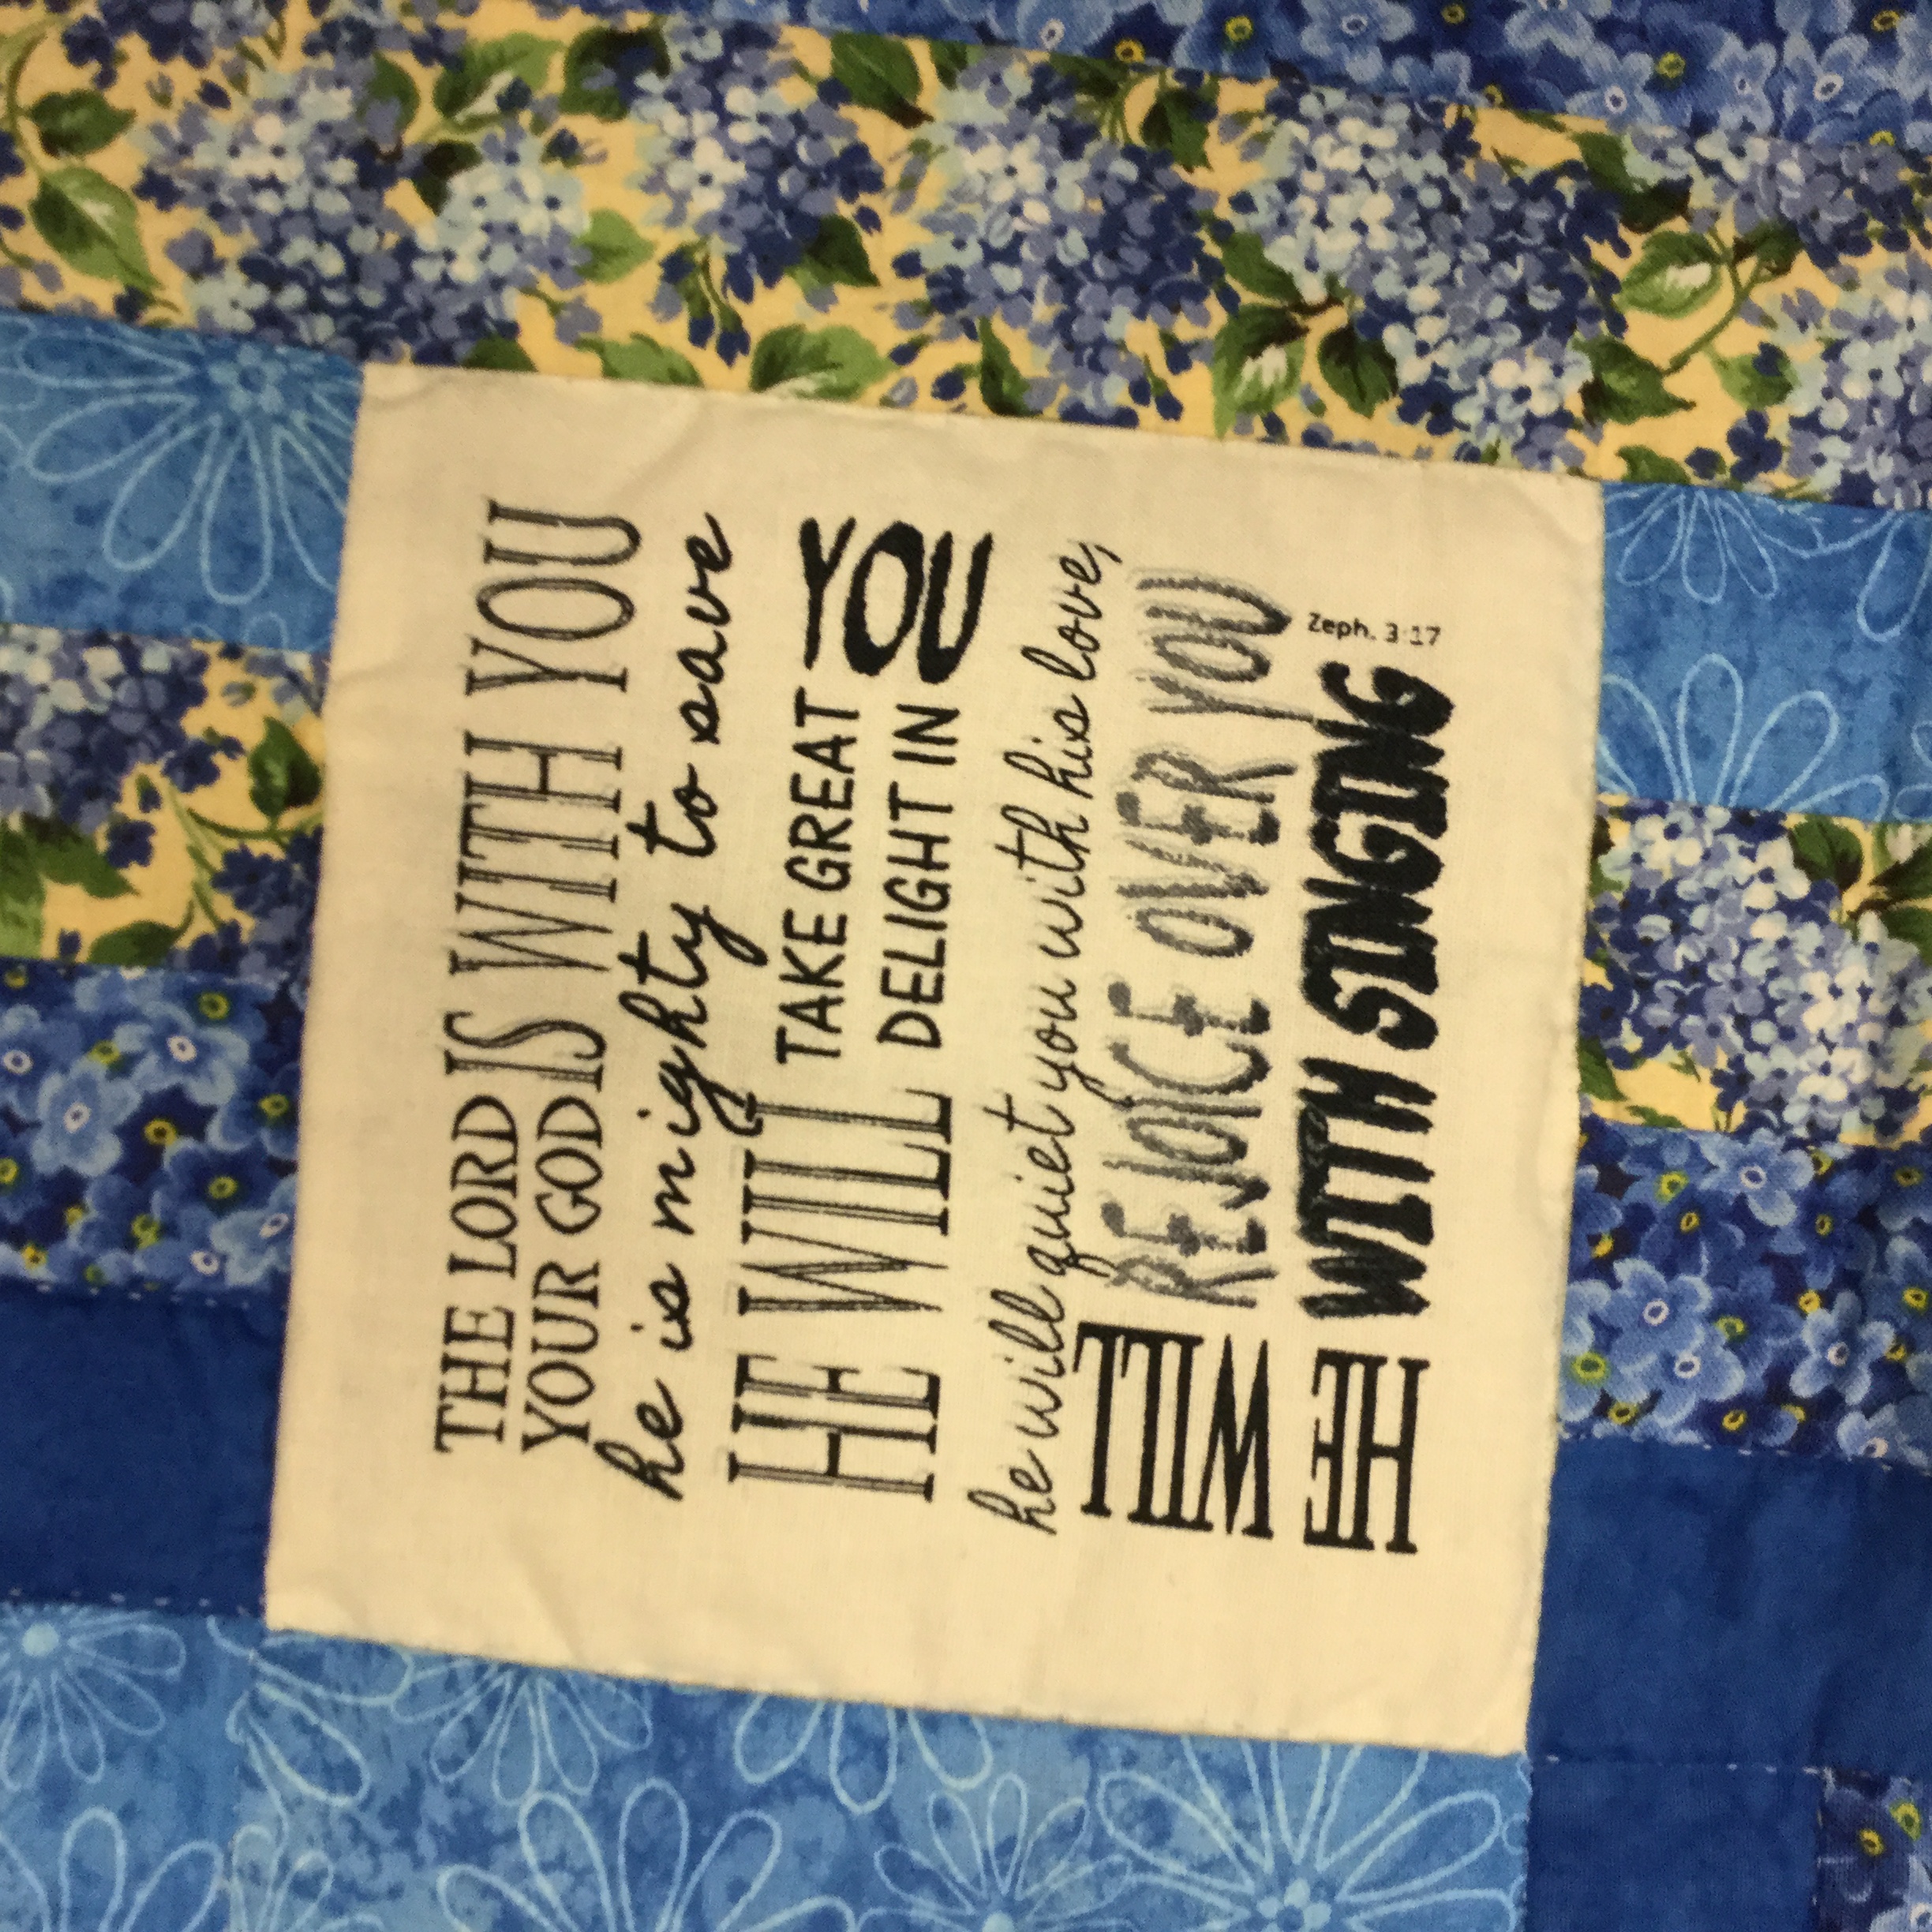 THE LORD
YOUR GOD
IS WITH YOU
he is mighty to save
HE WILL
TAKE GREAT
DELIGHT IN
YOU
he will quiet you with his love,
HE WILL
REJOICE OVER YOU
WITH SINGING
Zeph. 3:17